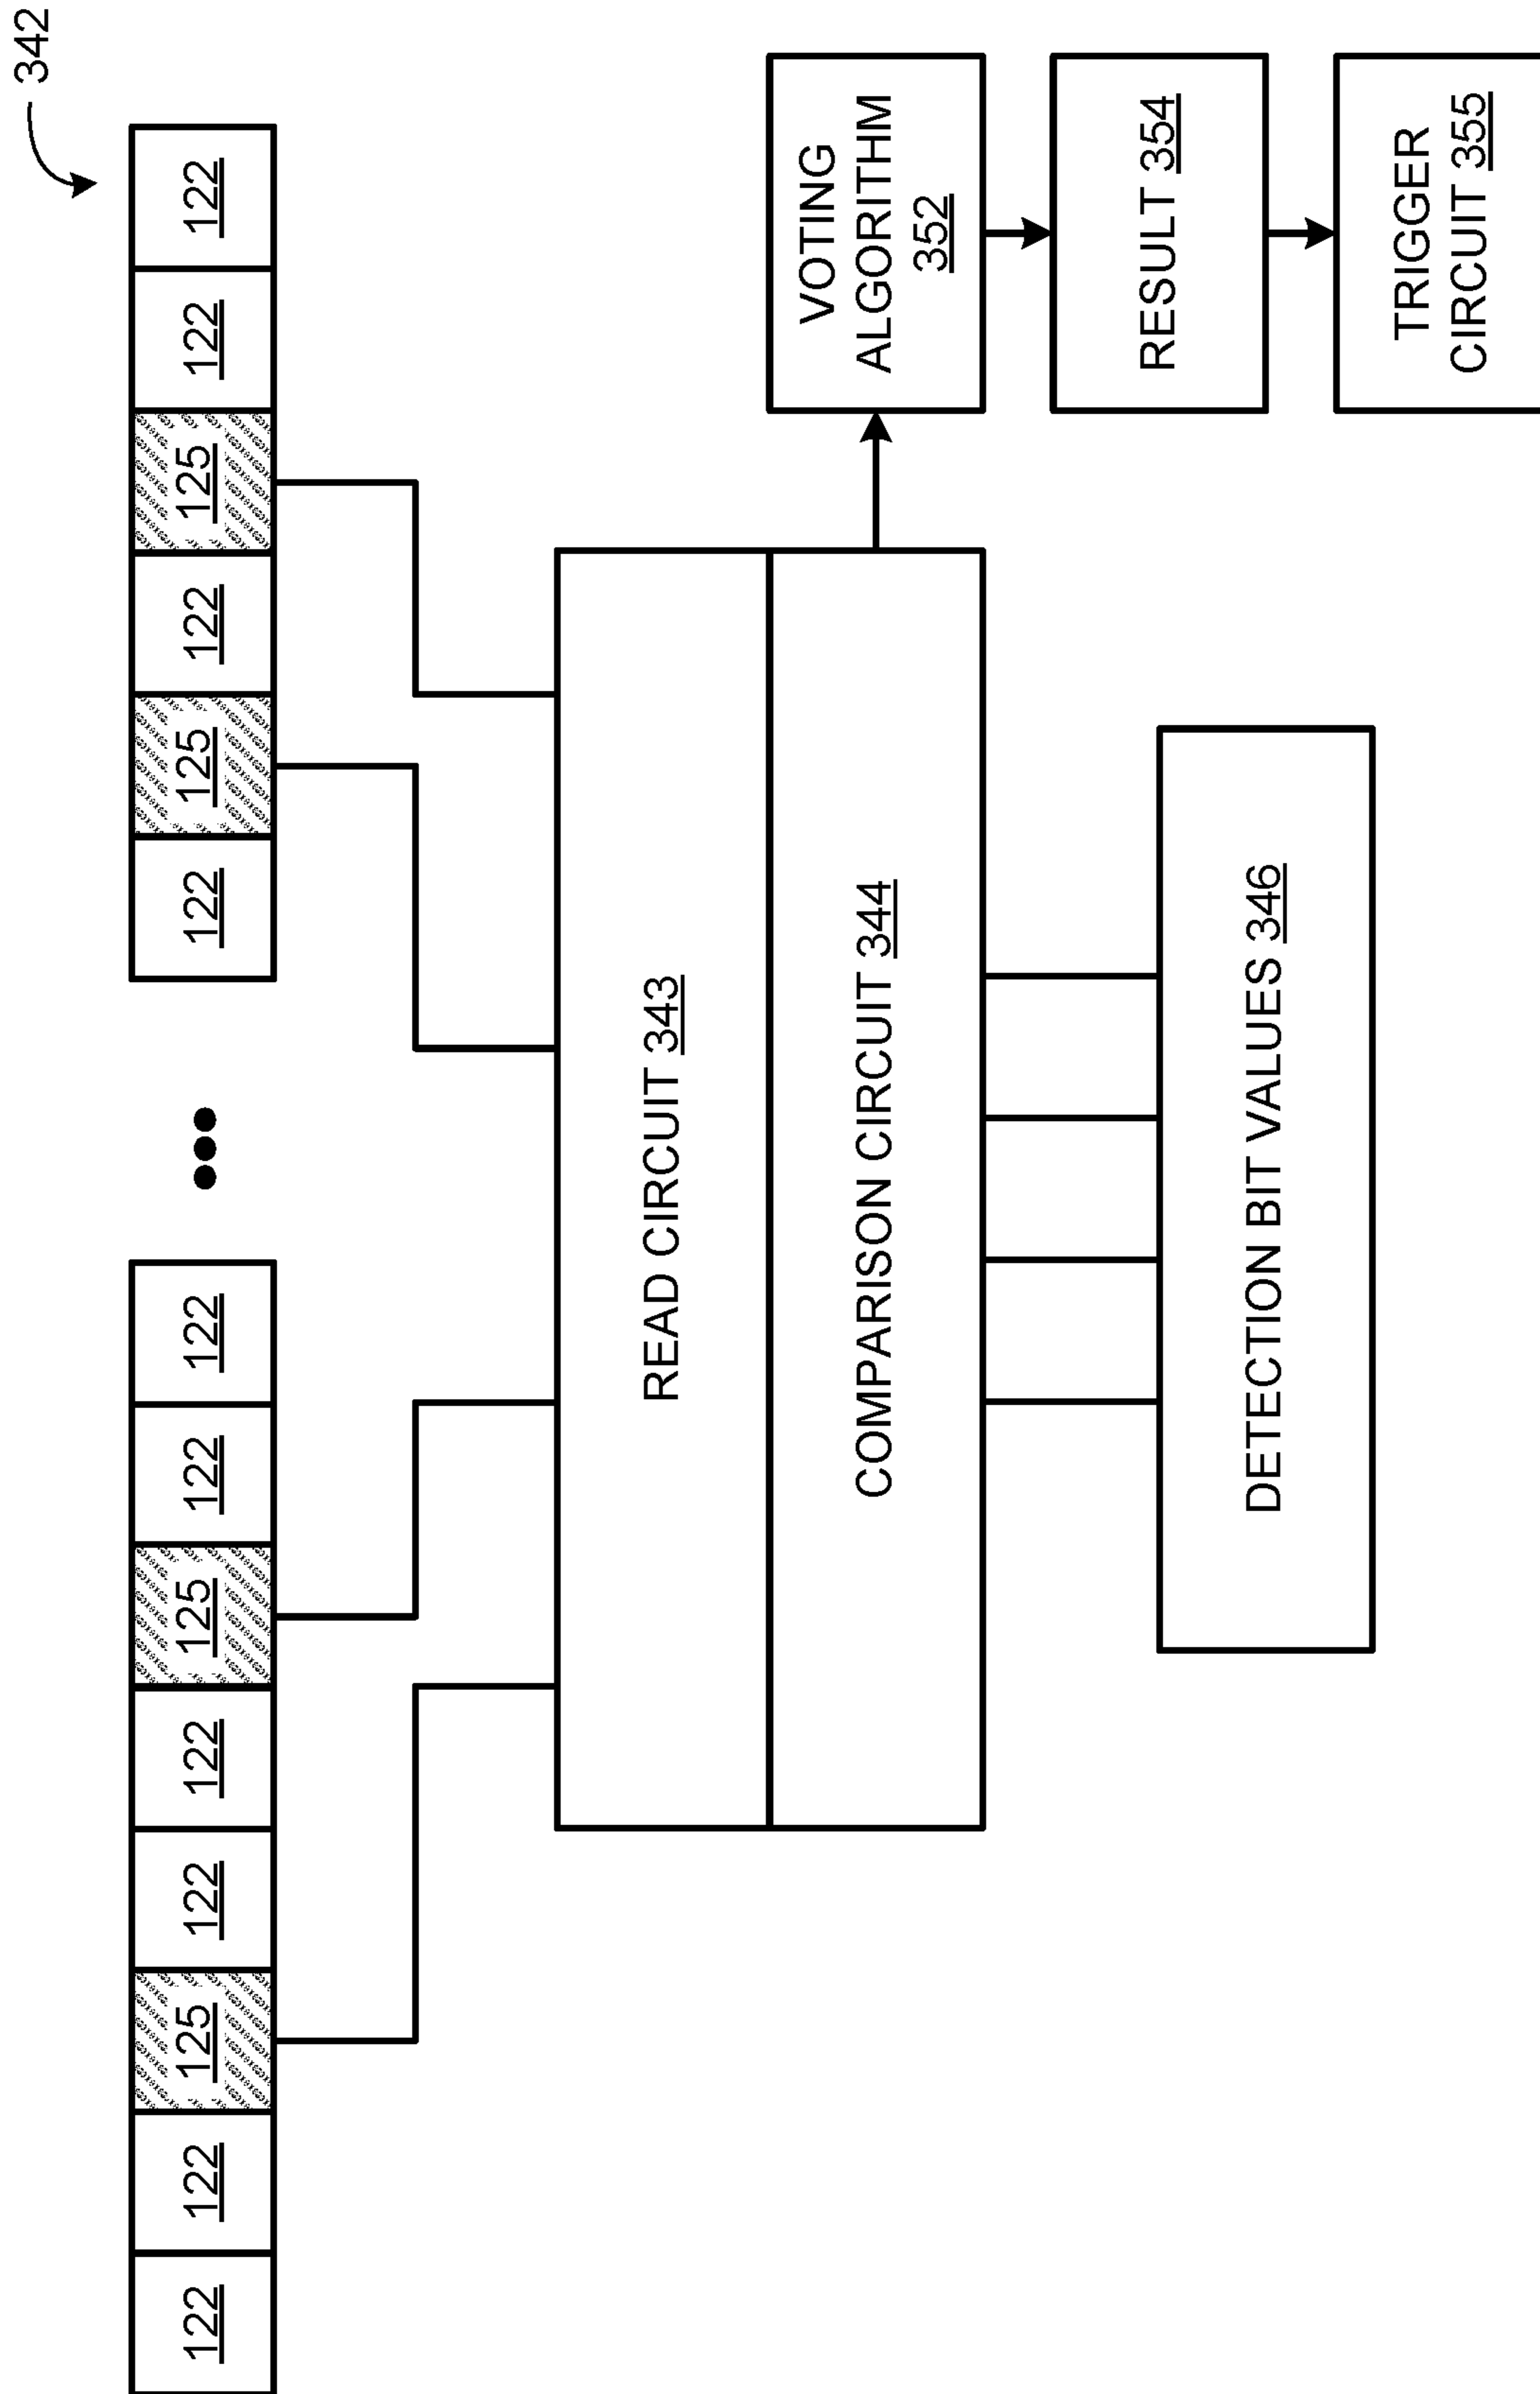 342
122 122 125 122 122 125 122 122 ••• 122 125 122 125 122 122
READ CIRCUIT 343
COMPARISON CIRCUIT 344
VOTING
ALGORITHM
352
DETECTION BIT VALUES 346
RESULT 354
TRIGGER
CIRCUIT 355